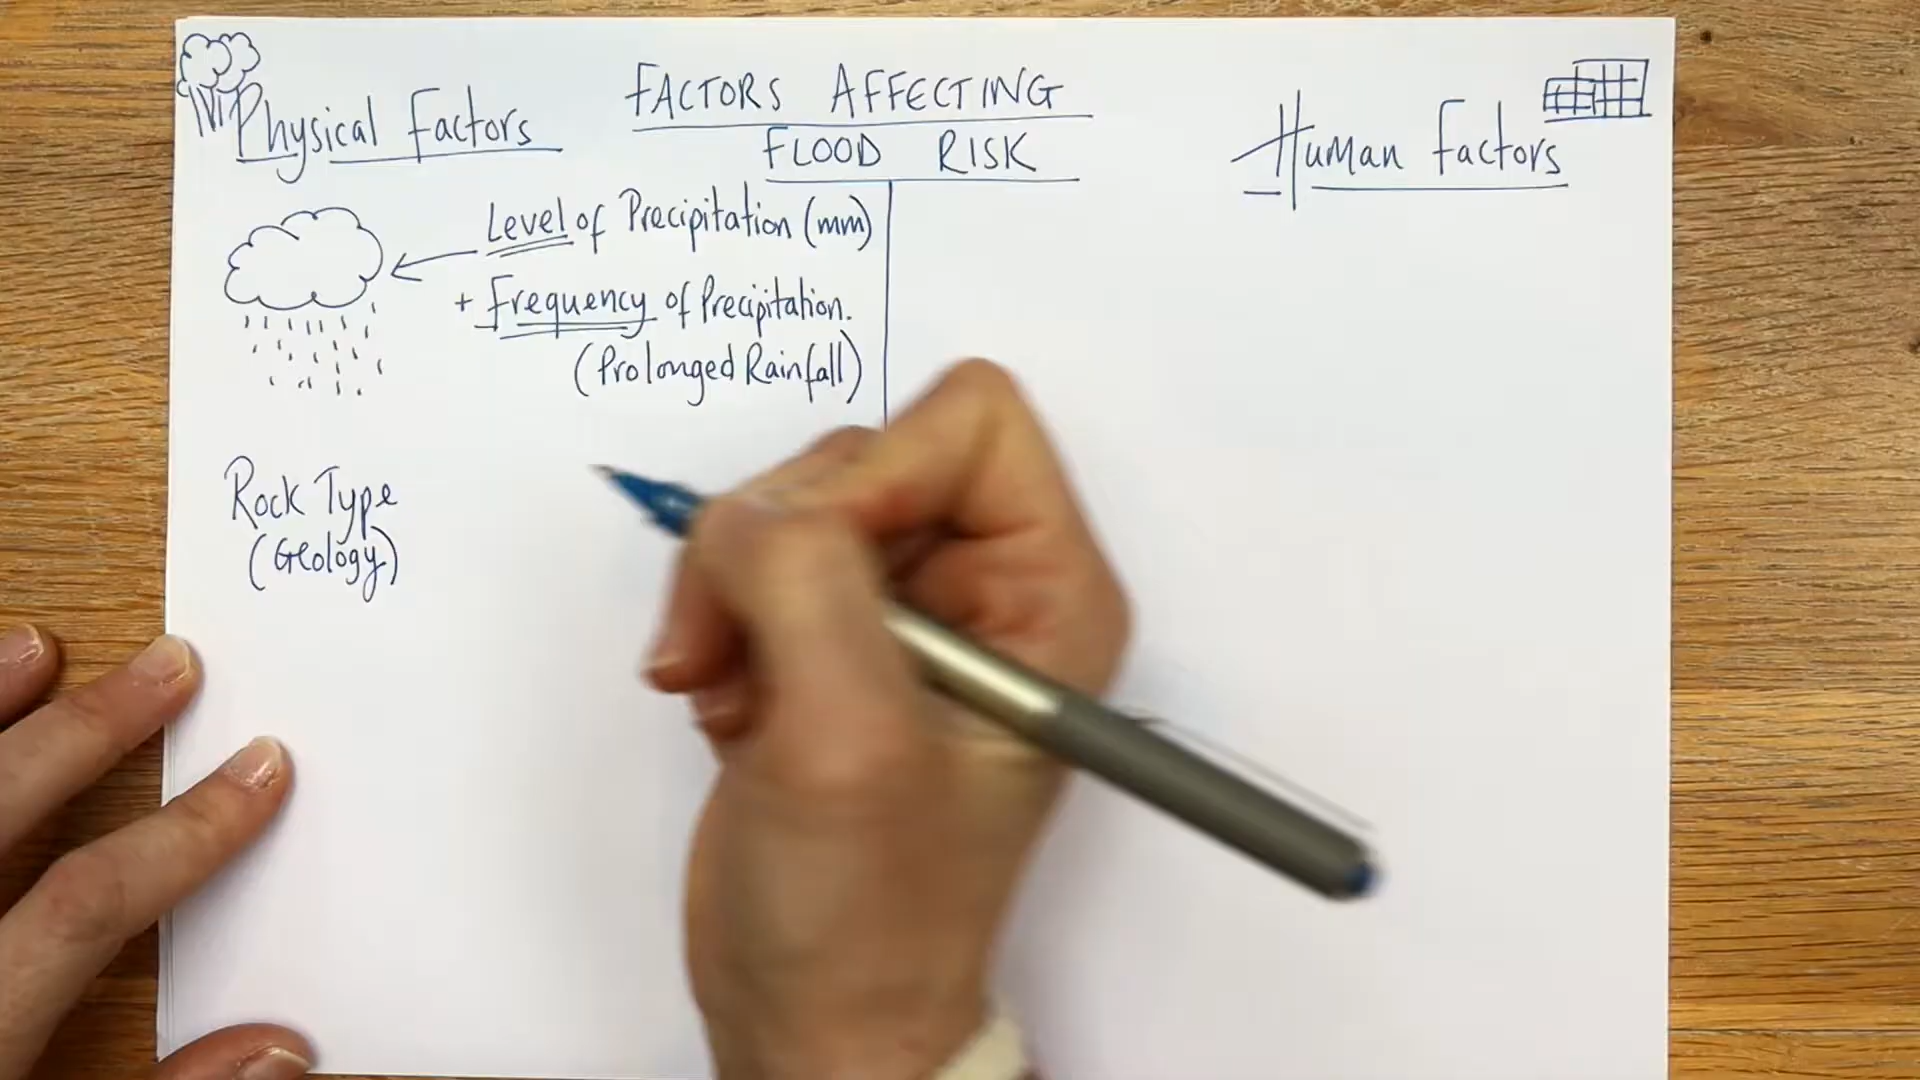 FACTORS AFFECTING
FLOOD RISK
Physical Factors
Level of Precipitation (mm)
+ Frequency of Precipitation.
(Prolonged Rainfall)
Rock Type
(Geology)
Human Factors